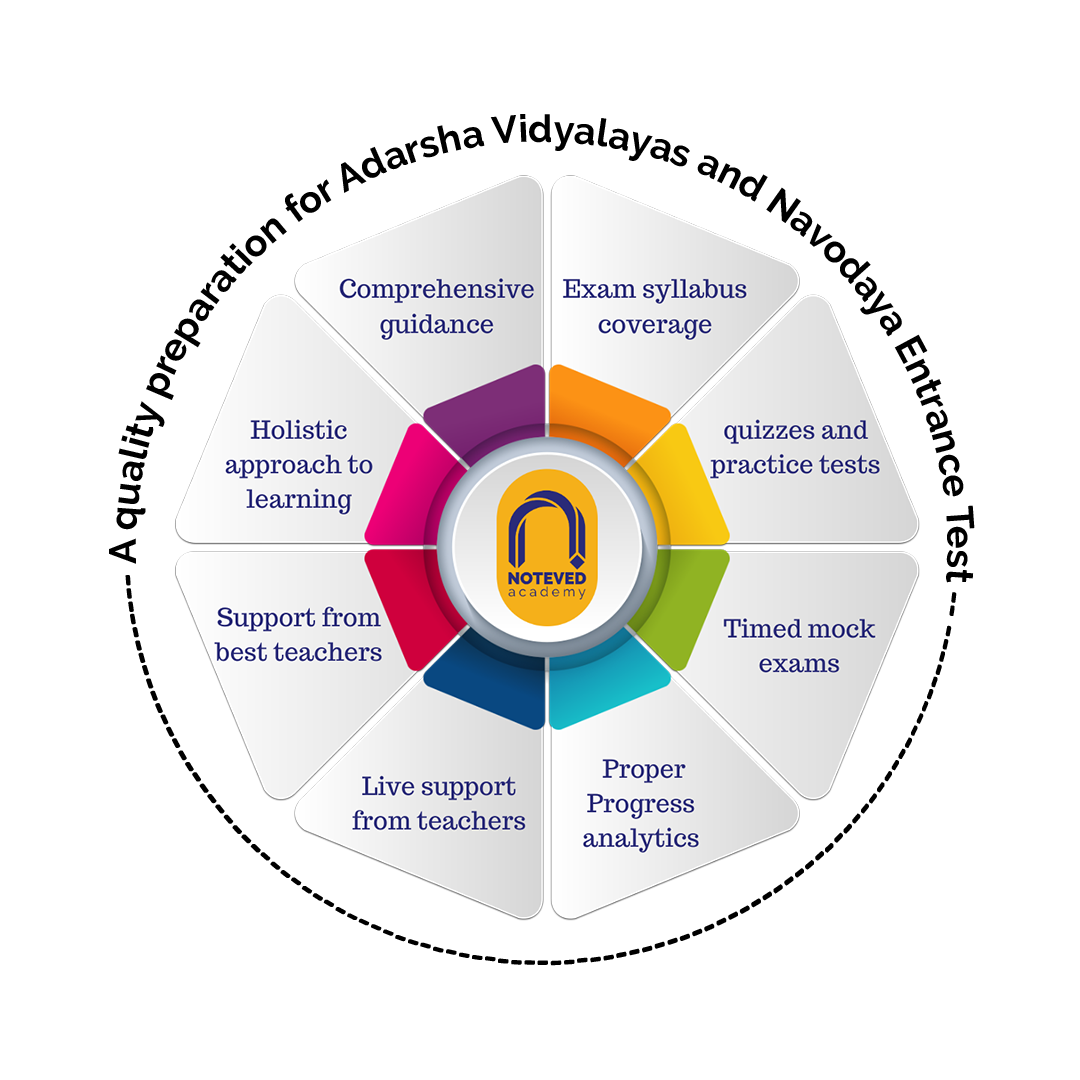 A quality preparation for Adarsha Vidyalayas and Navodaya Entrance Test
Comprehensive
guidance
Exam syllabus
coverage
Holistic
approach to
learning
quizzes and
practice tests
NOTEVED
academy
Support from
best teachers
Timed mock
exams
Live support
from teachers
Proper
Progress
analytics